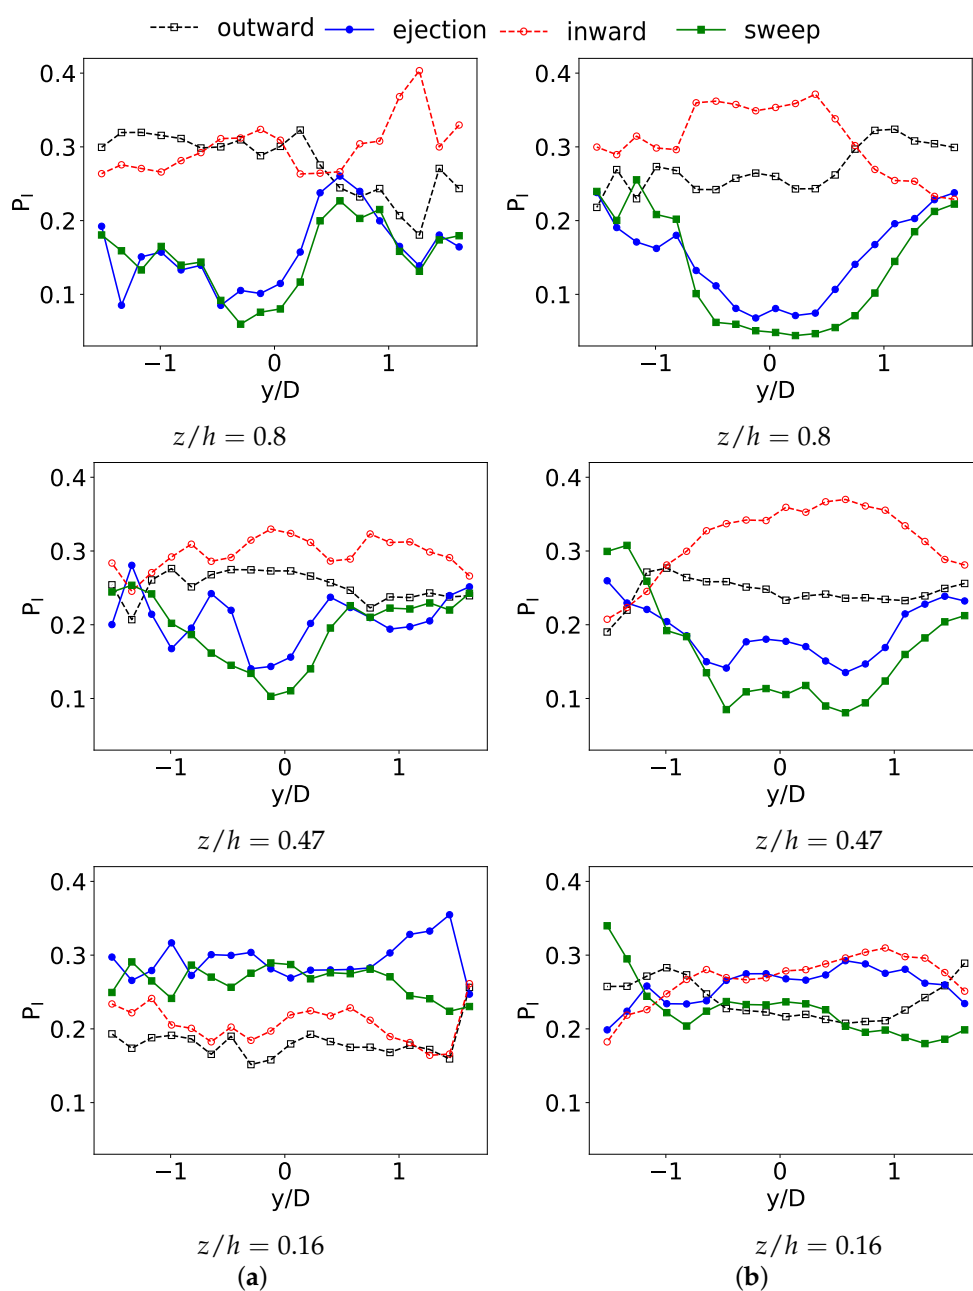 outward ejection inward sweep
0.4 0.4
0.3 0.3
P_I P_I
0.2 0.2
0.1 0.1
−1 0 1 −1 0 1
y/D y/D
z/h = 0.8 z/h = 0.8
0.4 0.4
0.3 0.3
P_I P_I
0.2 0.2
0.1 0.1
−1 0 1 −1 0 1
y/D y/D
z/h = 0.47 z/h = 0.47
0.4 0.4
0.3 0.3
P_I P_I
0.2 0.2
0.1 0.1
−1 0 1 −1 0 1
y/D y/D
z/h = 0.16 z/h = 0.16
(a) (b)